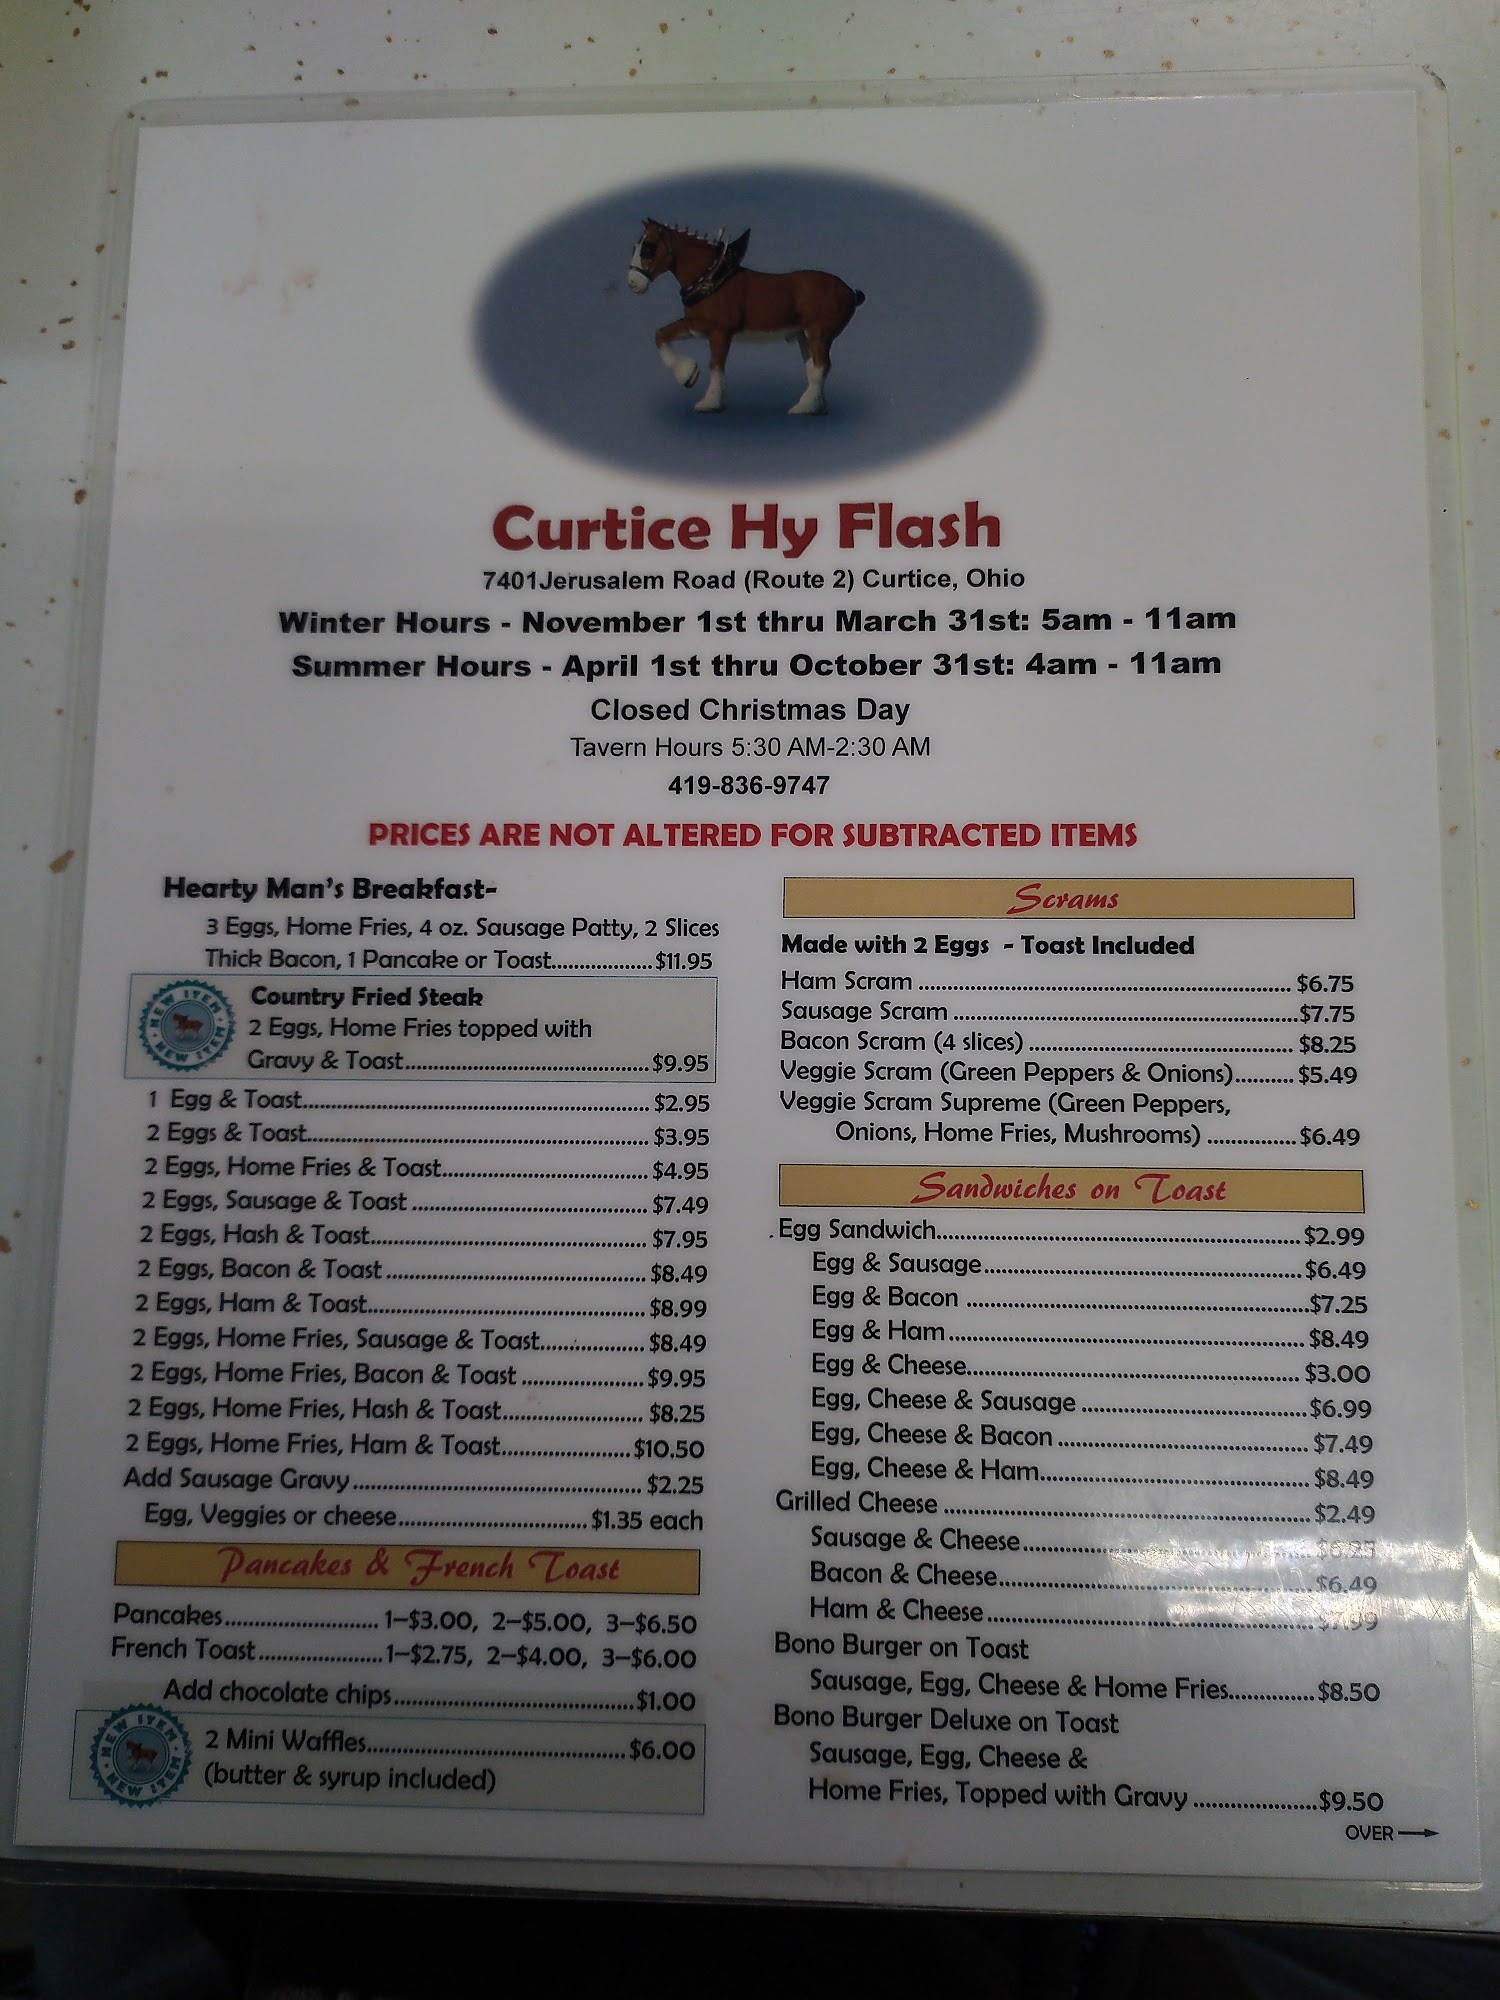 Curtice Hy Flash
7401Jerusalem Road (Route 2) Curtice, Ohio
Winter Hours - November 1st thru March 31st: 5am - 11am
Summer Hours - April 1st thru October 31st: 4am - 11am
Closed Christmas Day
Tavern Hours 5:30 AM-2:30 AM
419-836-9747
PRICES ARE NOT ALTERED FOR SUBTRACTED ITEMS
Hearty Man's Breakfast-
3 Eggs, Home Fries, 4 oz. Sausage Patty, 2 Slices
Thick Bacon, 1 Pancake or Toast....................$11.95
NEW ITEM NEW ITEM
Country Fried Steak
2 Eggs, Home Fries topped with
Gravy & Toast................................................$9.95
1 Egg & Toast..................................................................... $2.95
2 Eggs & Toast.................................................................... $3.95
2 Eggs, Home Fries & Toast......................................... $4.95
2 Eggs, Sausage & Toast ............................................... $7.49
2 Eggs, Hash & Toast....................................................... $7.95
2 Eggs, Bacon & Toast .................................................... $8.49
2 Eggs, Ham & Toast....................................................... $8.99
2 Eggs, Home Fries, Sausage & Toast..................... $8.49
2 Eggs, Home Fries, Bacon & Toast ........................ $9.95
2 Eggs, Home Fries, Hash & Toast............................ $8.25
2 Eggs, Home Fries, Ham & Toast..........................$10.50
Add Sausage Gravy......................................................... $2.25
Egg, Veggies or cheese.....................................$1.35 each
Pancakes & French Toast
Pancakes............................ 1–$3.00, 2–$5.00, 3–$6.50
French Toast.......................1–$2.75, 2–$4.00, 3–$6.00
Add chocolate chips...............................................$1.00
NEW ITEM NEW ITEM
2 Mini Waffles...................................................$6.00
(butter & syrup included)
Scrams
Made with 2 Eggs - Toast Included
Ham Scram ........................................................................ $6.75
Sausage Scram ..................................................................$7.75
Bacon Scram (4 slices) ................................................... $8.25
Veggie Scram (Green Peppers & Onions)........... $5.49
Veggie Scram Supreme (Green Peppers,
Onions, Home Fries, Mushrooms) .................$6.49
Sandwiches on Toast
Egg Sandwich.......................................................................$2.99
Egg & Sausage..............................................................$6.49
Egg & Bacon ..................................................................$7.25
Egg & Ham..................................................................... $8.49
Egg & Cheese................................................................. $3.00
Egg, Cheese & Sausage ............................................$6.99
Egg, Cheese & Bacon ................................................ $7.49
Egg, Cheese & Ham.................................................... $8.49
Grilled Cheese .......................................................................$2.49
Sausage & Cheese........................................................
Bacon & Cheese.............................................................$6.49
Ham & Cheese................................................................$7.99
Bono Burger on Toast
Sausage, Egg, Cheese & Home Fries...............$8.50
Bono Burger Deluxe on Toast
Sausage, Egg, Cheese &
Home Fries, Topped with Gravy .....................$9.50
OVER